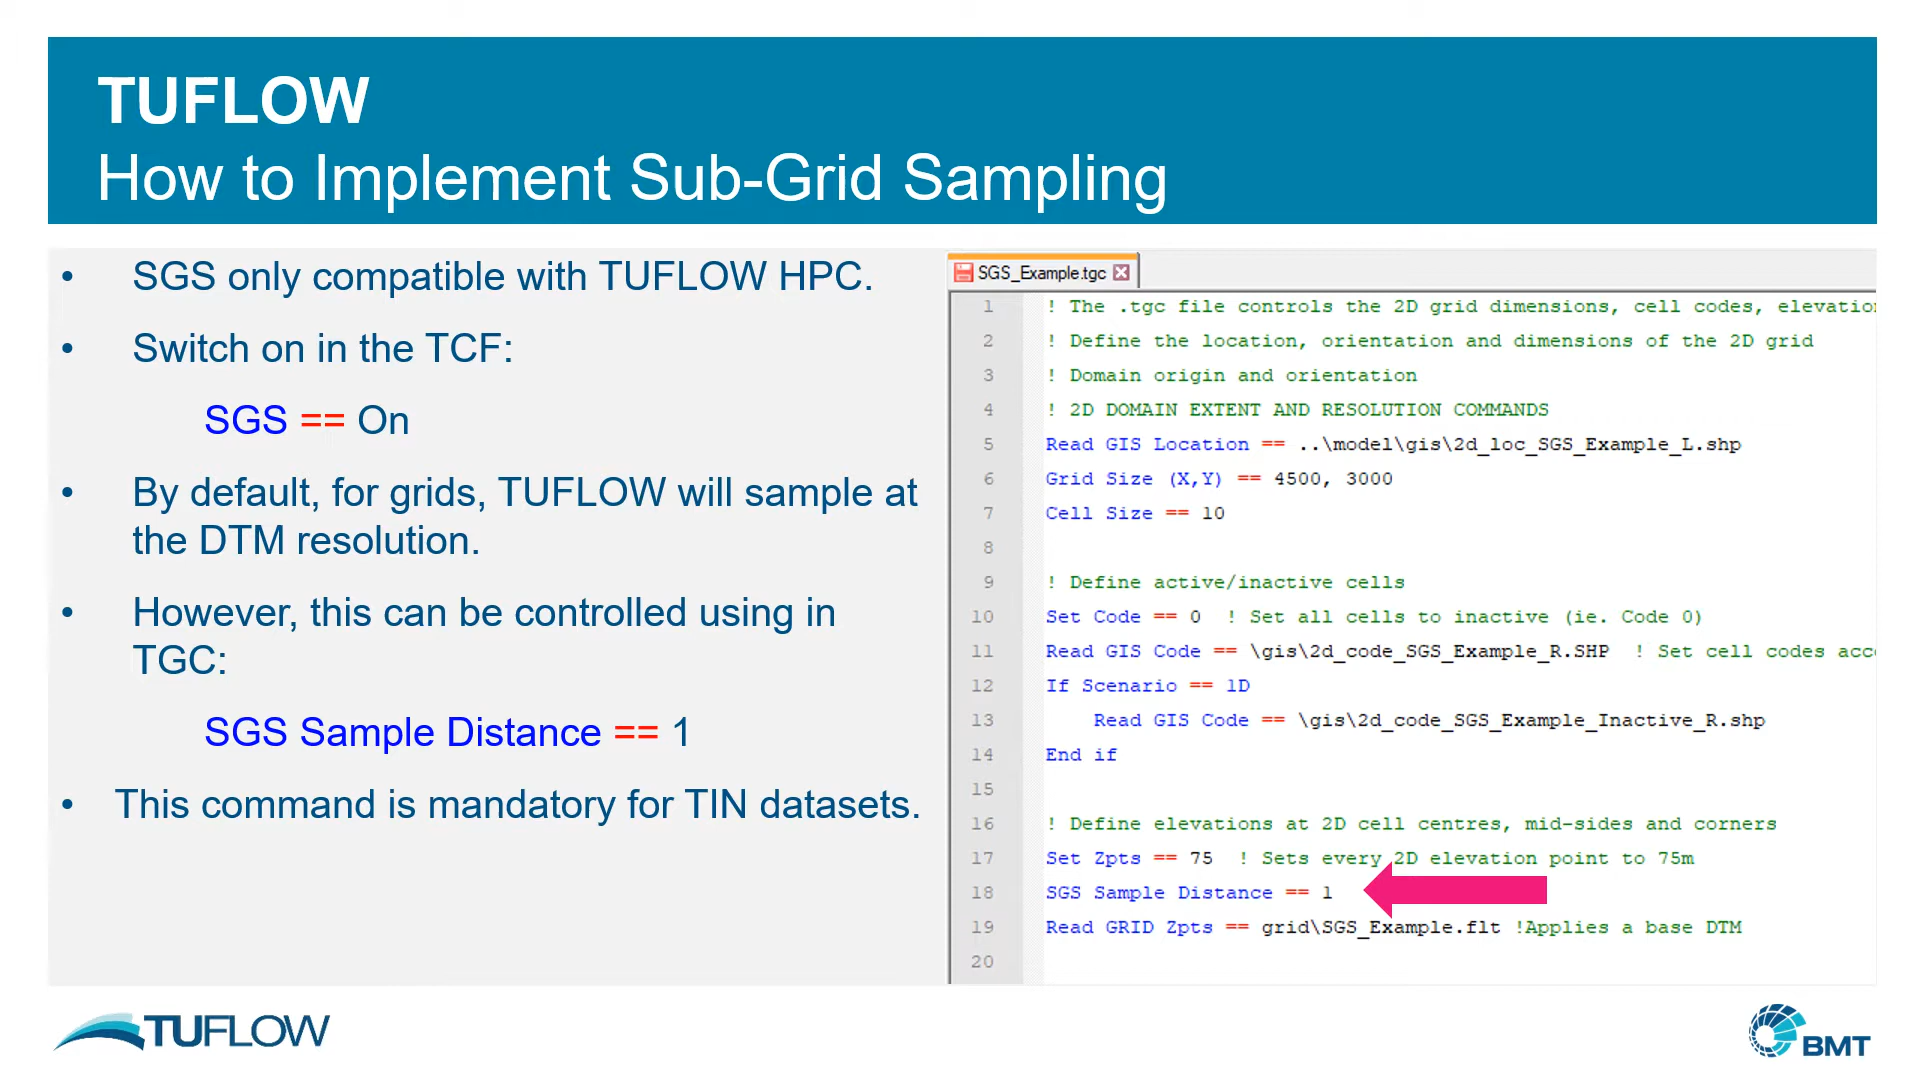 TUFLOW
How to Implement Sub-Grid Sampling
• SGS only compatible with TUFLOW HPC.
• Switch on in the TCF:
SGS == On
• By default, for grids, TUFLOW will sample at
the DTM resolution.
• However, this can be controlled using in
TGC:
SGS Sample Distance == 1
• This command is mandatory for TIN datasets.
SGS_Example.tgc
1 ! The .tgc file controls the 2D grid dimensions, cell codes, elevation
2 ! Define the location, orientation and dimensions of the 2D grid
3 ! Domain origin and orientation
4 ! 2D DOMAIN EXTENT AND RESOLUTION COMMANDS
5 Read GIS Location == ..\model\gis\2d_loc_SGS_Example_L.shp
6 Grid Size (X,Y) == 4500, 3000
7 Cell Size == 10
8
9 ! Define active/inactive cells
10 Set Code == 0 ! Set all cells to inactive (ie. Code 0)
11 Read GIS Code == \gis\2d_code_SGS_Example_R.SHP ! Set cell codes acc
12 If Scenario == 1D
13 Read GIS Code == \gis\2d_code_SGS_Example_Inactive_R.shp
14 End if
15
16 ! Define elevations at 2D cell centres, mid-sides and corners
17 Set Zpts == 75 ! Sets every 2D elevation point to 75m
18 SGS Sample Distance == 1
19 Read GRID Zpts == grid\SGS_Example.flt !Applies a base DTM
20
TUFLOW
BMT